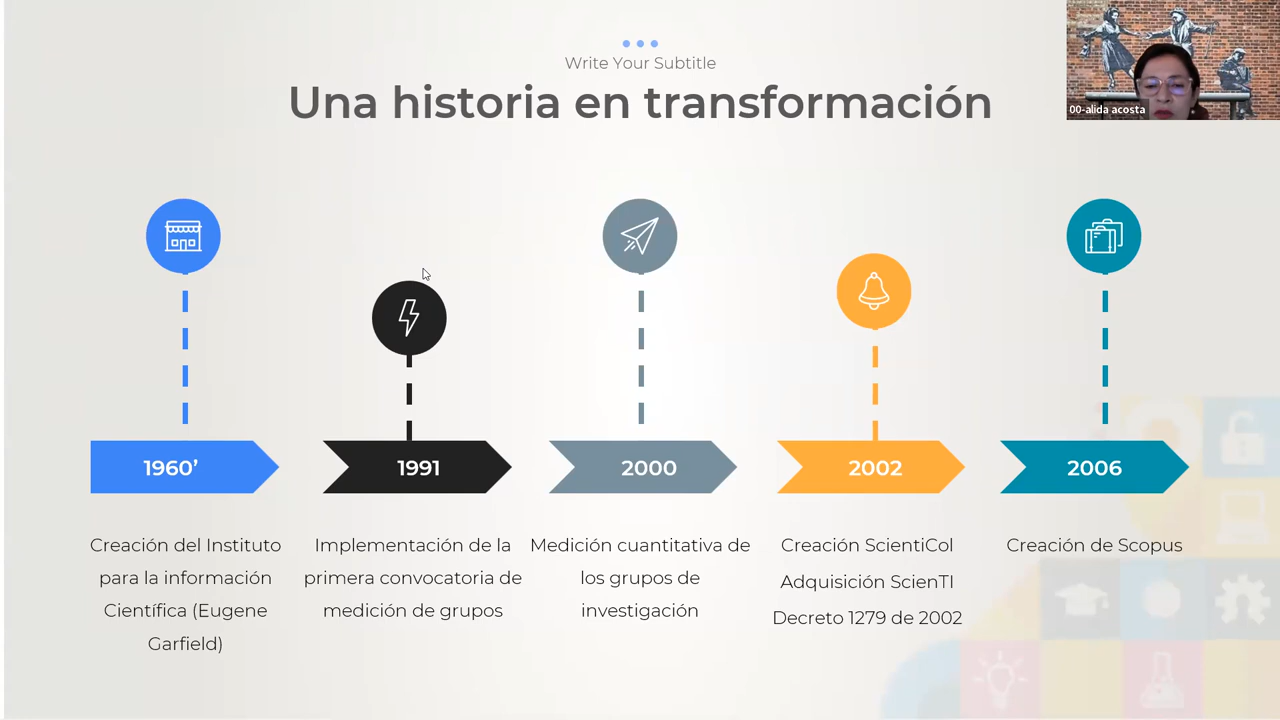 Write Your Subtitle
Una historia en transformación
00-alida acosta
1960’
1991
2000
2002
2006
Creación del Instituto
para la información
Científica (Eugene
Garfield)
Implementación de la
primera convocatoria de
medición de grupos
Medición cuantitativa de
los grupos de
investigación
Creación ScientiCol
Adquisición ScienTI
Decreto 1279 de 2002
Creación de Scopus